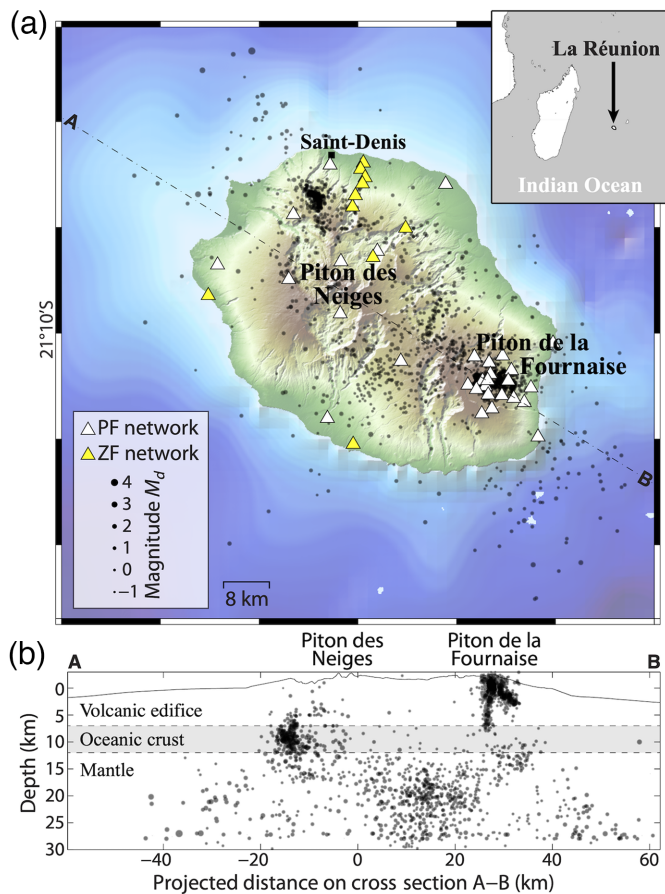 (a)
La Réunion
Indian Ocean
A
Saint-Denis
Piton des
Neiges
21°10'S
Piton de la
Fournaise
PF network
ZF network
4
3
2
1
0
−1
Magnitude Md
8 km
B
(b)
A
Piton des
Neiges
Piton de la
Fournaise
B
0
5
10
15
20
25
30
Depth (km)
Volcanic edifice
Oceanic crust
Mantle
−40 −20 0 20 40 60
Projected distance on cross section A−B (km)